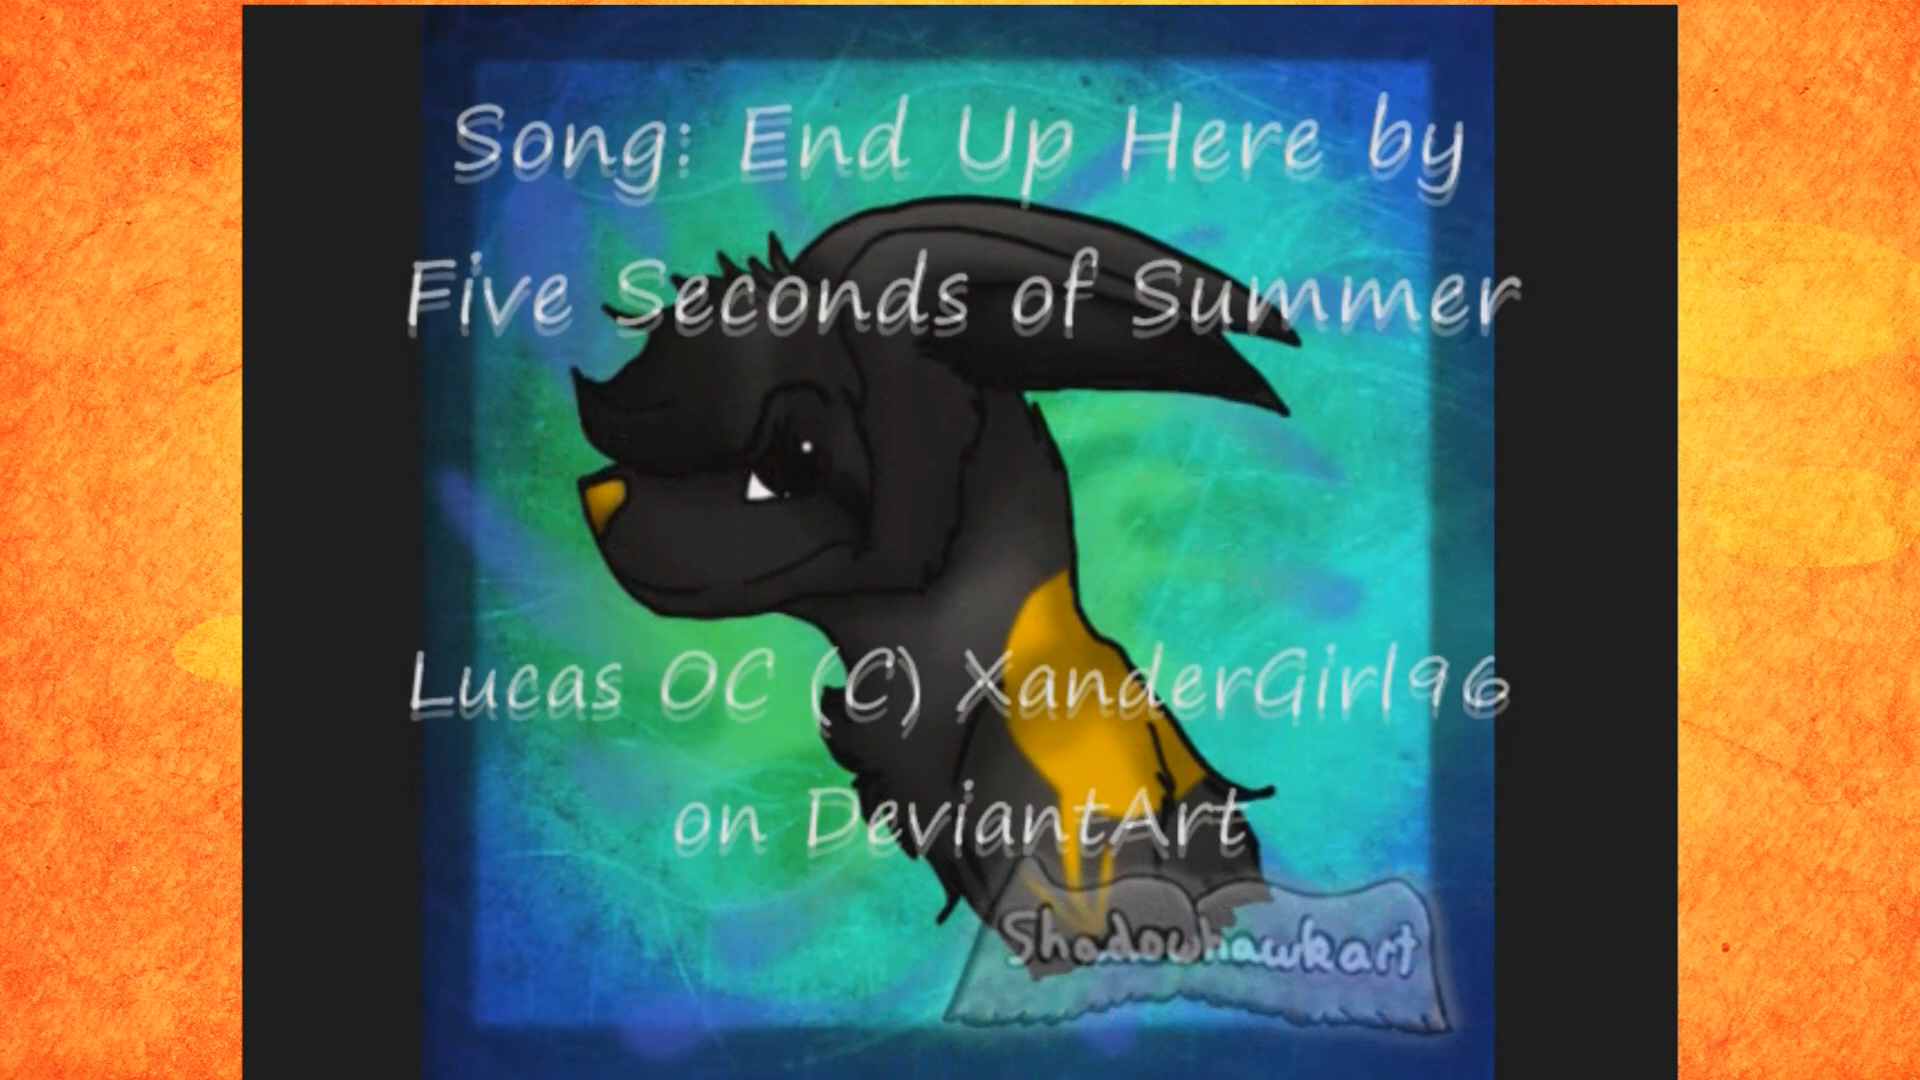 Song: End Up Here by
Five Seconds of Summer
Lucas OC (C) XanderGirl96
on DeviantArt
Shadowhawkart